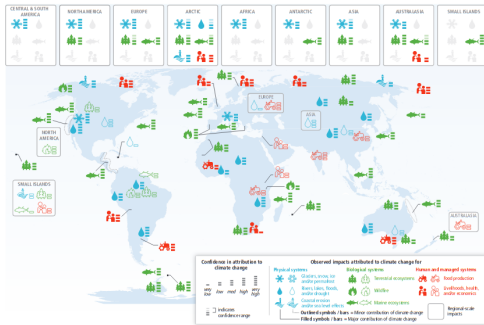 CENTRAL & SOUTH
AMERICA
NORTH AMERICA
EUROPE
ARCTIC
AFRICA
ANTARCTIC
ASIA
AUSTRALASIA
SMALL ISLANDS
EUROPE
ASIA
NORTH
AMERICA
SMALL ISLANDS
AUSTRALASIA
Confidence in attribution to
climate change
very
low
low
med
high
very
high
indicates
confidence range
Observed impacts attributed to climate change for
Physical systems
Glaciers, snow, ice
and/or permafrost
Rivers, lakes, floods
and/or drought
Coastal erosion
and/or sea level effects
Biological systems
Terrestrial ecosystems
Wildfire
Marine ecosystems
Human and managed systems
Food production
Livelihoods, health,
and/or economics
Outlined symbols / bars = Minor contribution of climate change
Filled symbols / bars = Major contribution of climate change
Regional-scale
impacts